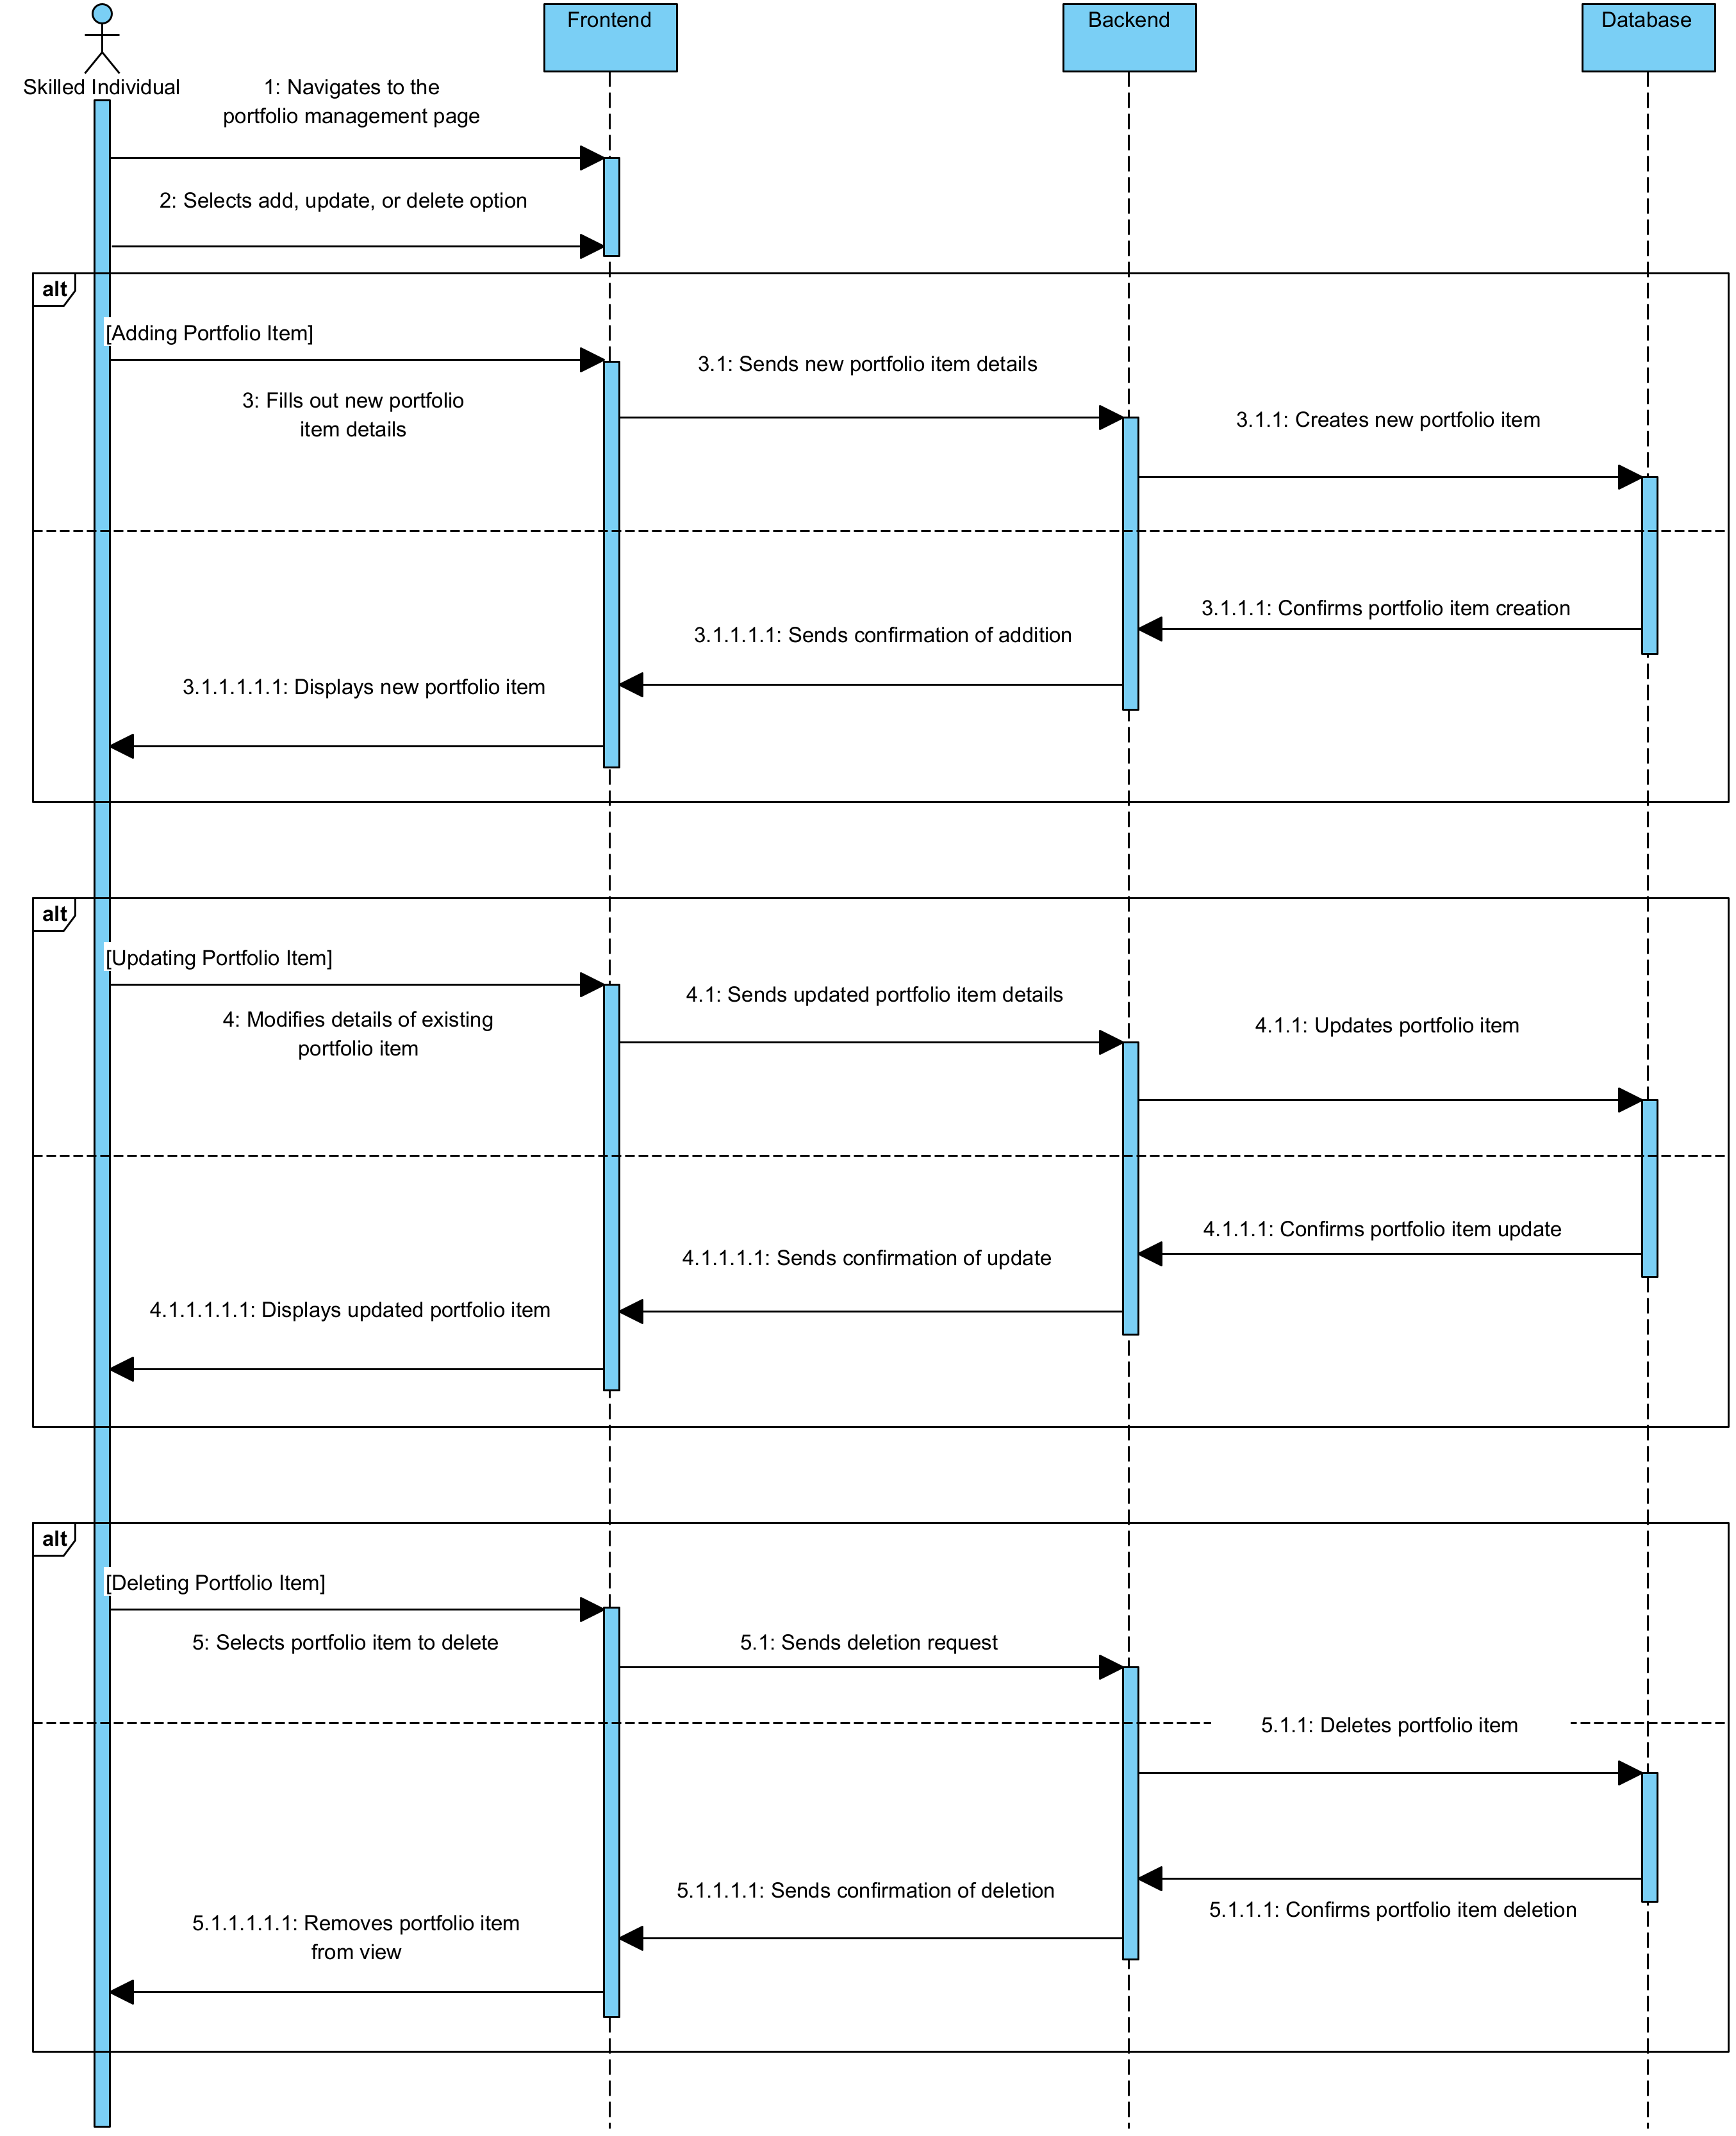 Skilled Individual
Frontend
Backend
Database
1: Navigates to the
portfolio management page
2: Selects add, update, or delete option
alt
[Adding Portfolio Item]
3: Fills out new portfolio
item details
3.1: Sends new portfolio item details
3.1.1: Creates new portfolio item
3.1.1.1: Confirms portfolio item creation
3.1.1.1.1: Sends confirmation of addition
3.1.1.1.1.1: Displays new portfolio item
alt
[Updating Portfolio Item]
4: Modifies details of existing
portfolio item
4.1: Sends updated portfolio item details
4.1.1: Updates portfolio item
4.1.1.1: Confirms portfolio item update
4.1.1.1.1: Sends confirmation of update
4.1.1.1.1.1: Displays updated portfolio item
alt
[Deleting Portfolio Item]
5: Selects portfolio item to delete
5.1: Sends deletion request
5.1.1: Deletes portfolio item
5.1.1.1: Confirms portfolio item deletion
5.1.1.1.1: Sends confirmation of deletion
5.1.1.1.1.1: Removes portfolio item
from view